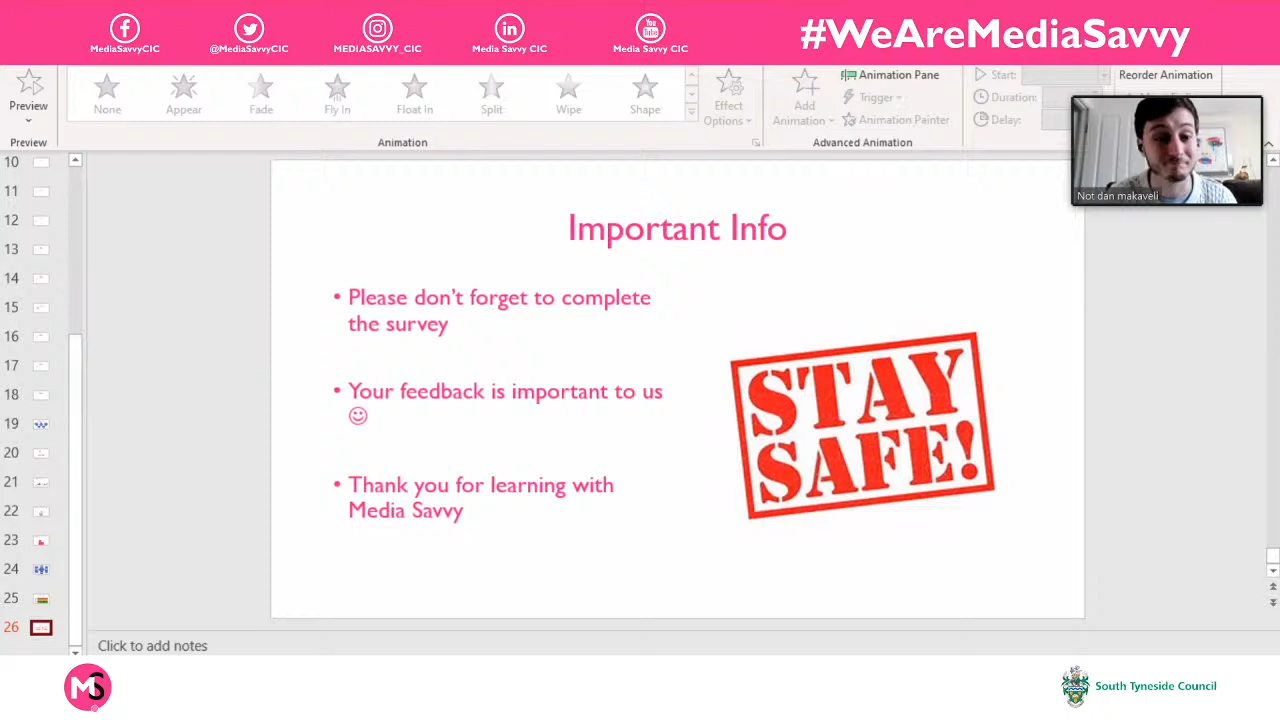 MediaSavvyCIC
@MediaSavvyCIC
MEDIASAVVY_CIC
Media Savvy CIC
You Tube
Media Savvy CIC
#WeAreMediaSavvy
Preview
Preview
None
Appear
Fade
Fly In
Float In
Split
Wipe
Shape
Animation
Effect
Options
Add
Animation
Animation Pane
Trigger
Animation Painter
Advanced Animation
Start:
Duration:
Delay:
Reorder Animation
Not dan makaveli
10
11
12
13
14
15
16
17
18
19
20
21
22
23
24
25
26
Important Info
• Please don’t forget to complete
the survey
• Your feedback is important to us
☺
• Thank you for learning with
Media Savvy
STAY
SAFE!
Click to add notes
MS
South Tyneside Council